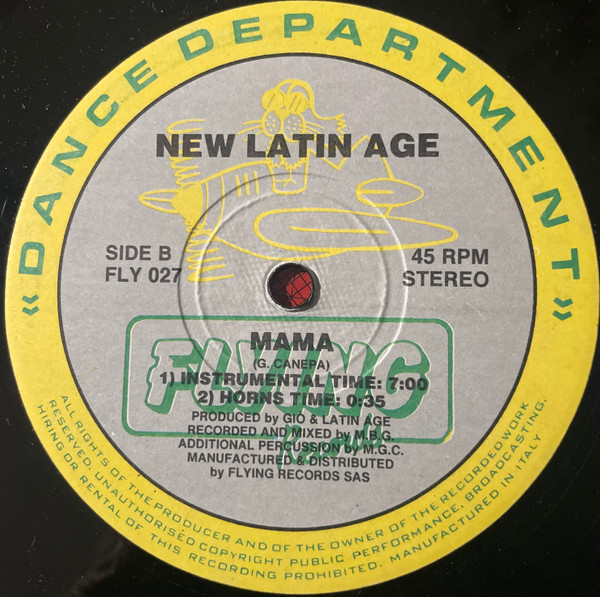 «DANCE DEPARTMENT»
NEW LATIN AGE
SIDE B
FLY 027
45 RPM
STEREO
FLYING
Records
MAMA
(G. CANEPA)
1) INSTRUMENTAL TIME: 7:00
2) HORNS TIME: 0:35
PRODUCED BY GIÒ & LATIN AGE
RECORDED AND MIXED by M.B.G.
ADDITIONAL PERCUSSION by M.G.C.
MANUFACTURED & DISTRIBUTED
by FLYING RECORDS SAS
ALL RIGHTS OF THE PRODUCER AND OF THE OWNER OF THE RECORDED WORK
RESERVED. UNAUTHORISED COPYRIGHT PUBLIC PERFORMANCE, BROADCASTING,
HIRING OR RENTAL OF THIS RECORDING PROHIBITED. MANUFACTURED IN ITALY